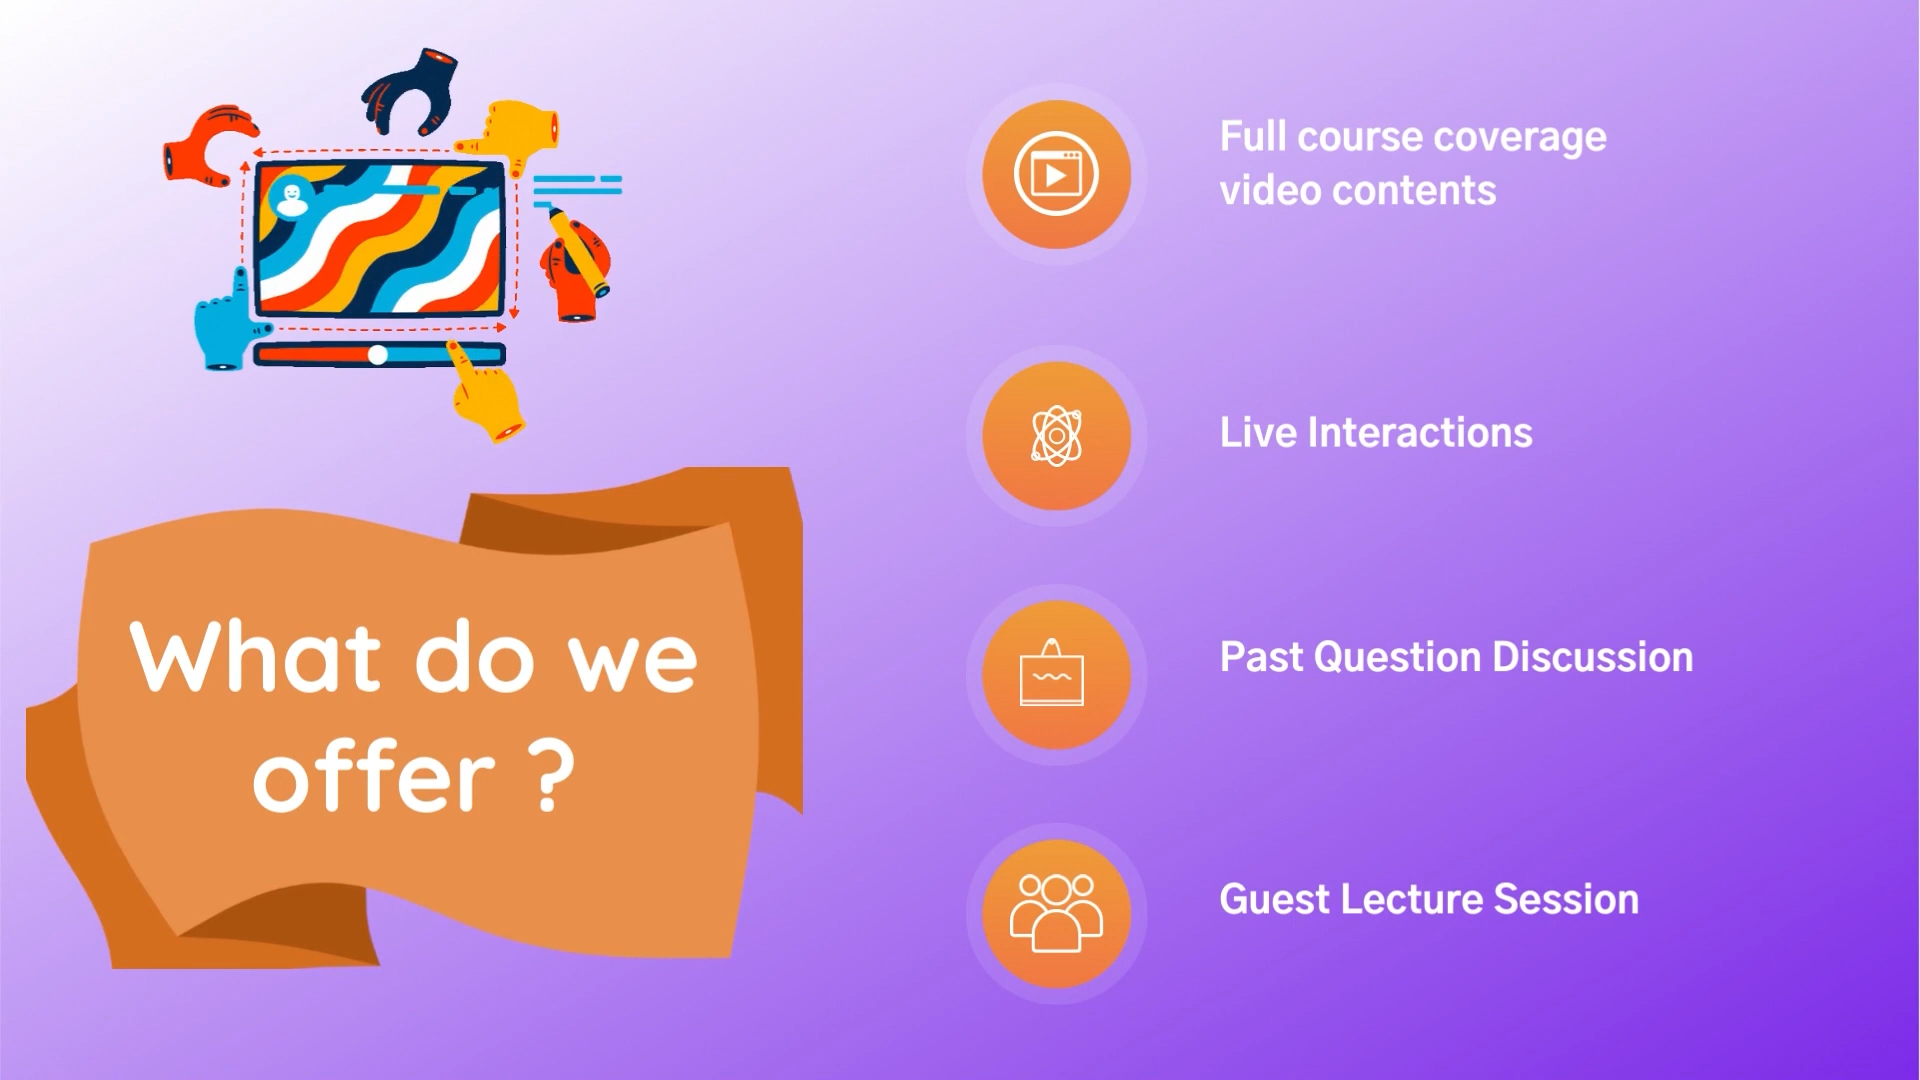 What do we
offer ?
Full course coverage
video contents
Live Interactions
Past Question Discussion
Guest Lecture Session